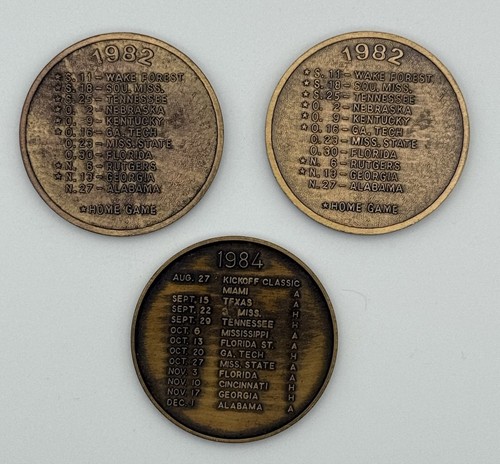 1982
*S. 11 - WAKE FOREST
*S. 18 - SOU. MISS.
*S. 25 - TENNESSEE
*O. 2 - NEBRASKA
*O. 9 - KENTUCKY
*O. 16 - GA. TECH
O. 23 - MISS. STATE
O. 30 - FLORIDA
*N. 6 - RUTGERS
*N. 13 - GEORGIA
N. 27 - ALABAMA
*HOME GAME
1982
*S. 11 - WAKE FOREST
*S. 18 - SOU. MISS.
*S. 25 - TENNESSEE
*O. 2 - NEBRASKA
*O. 9 - KENTUCKY
*O. 16 - GA. TECH
O. 23 - MISS. STATE
O. 30 - FLORIDA
*N. 6 - RUTGERS
*N. 13 - GEORGIA
N. 27 - ALABAMA
*HOME GAME
1984
AUG. 27 KICKOFF CLASSIC
MIAMI A
SEPT. 15 TEXAS A
SEPT. 22 MISS. H
SEPT. 29 TENNESSEE H
OCT. 6 MISSISSIPPI A
OCT. 13 FLORIDA ST. A
OCT. 20 GA. TECH H
OCT. 27 MISS. STATE H
NOV. 3 FLORIDA A
NOV. 10 CINCINNATI H
NOV. 17 GEORGIA H
DEC. 1 ALABAMA A